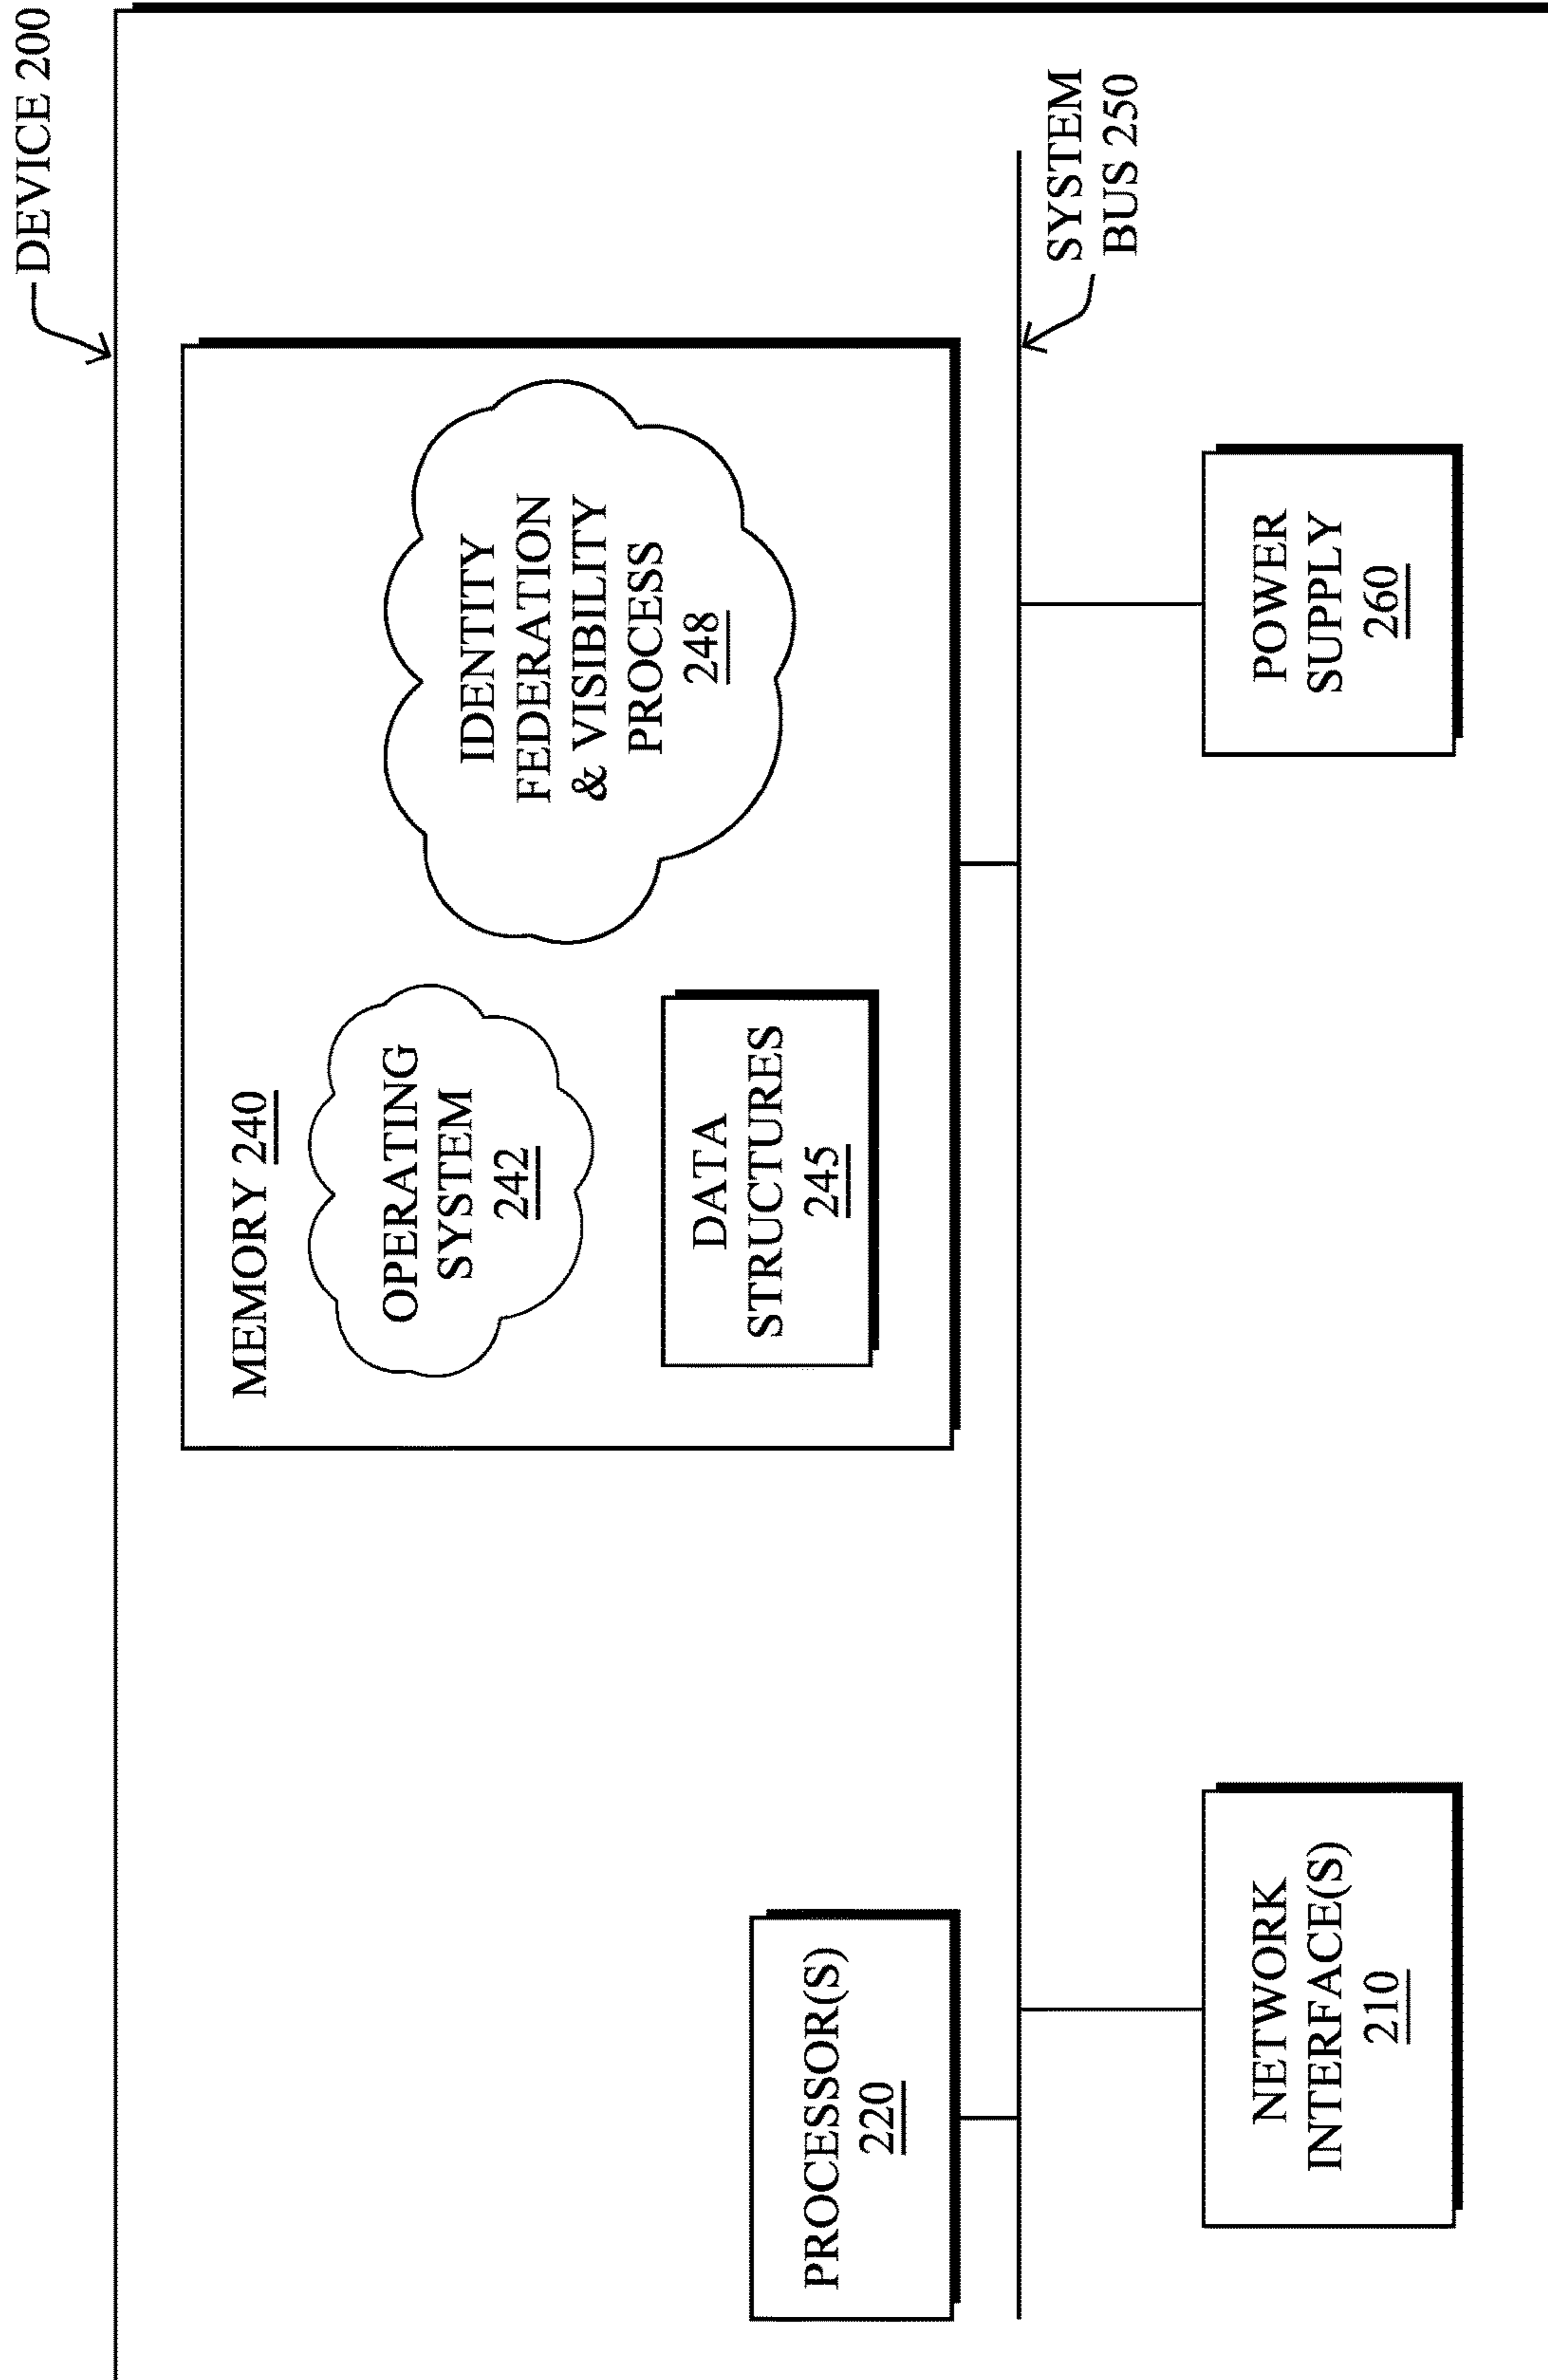 DEVICE 200
MEMORY 240
OPERATING
SYSTEM
242
IDENTITY
FEDERATION
& VISIBILITY
PROCESS
248
DATA
STRUCTURES
245
PROCESSOR(S)
220
SYSTEM
BUS 250
NETWORK
INTERFACE(S)
210
POWER
SUPPLY
260